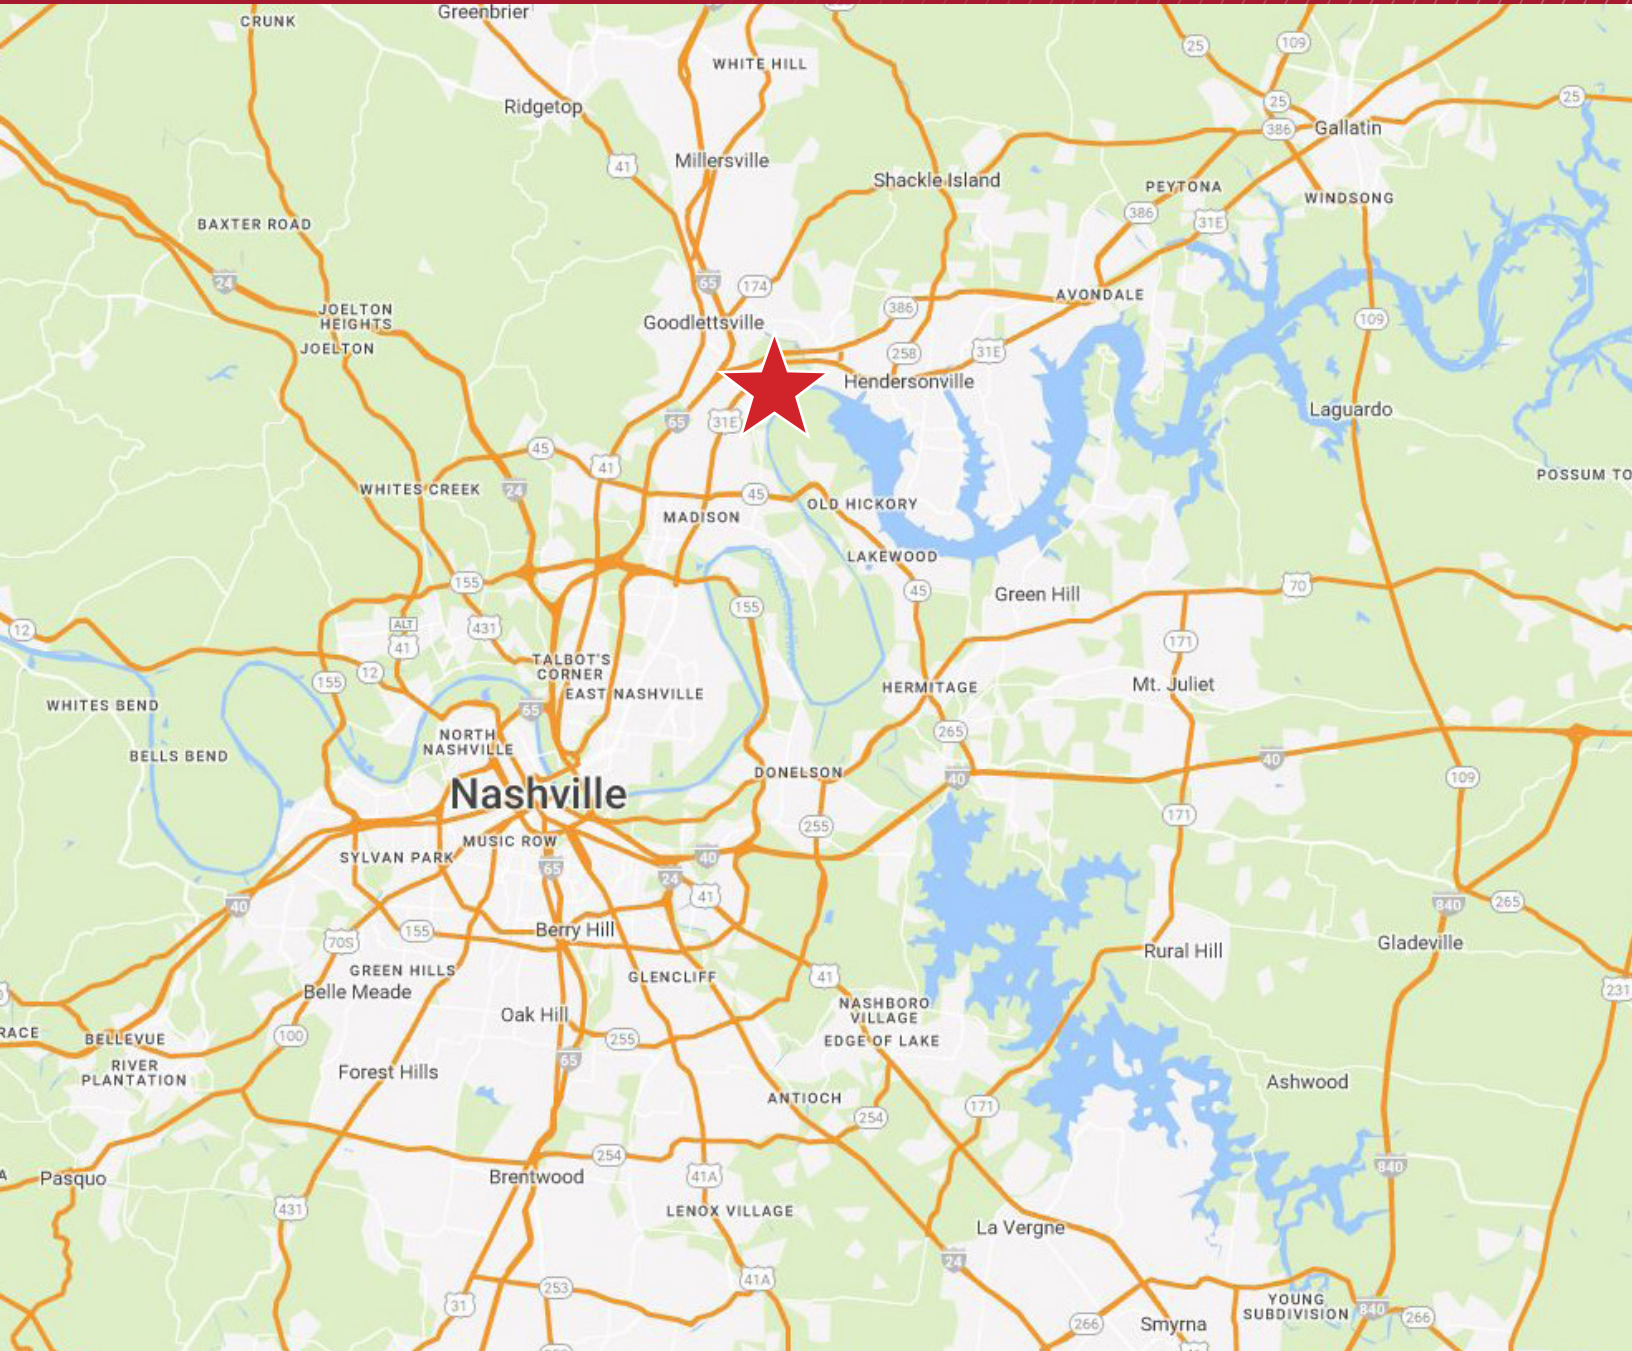 Greenbrier
CRUNK
25
109
WHITE HILL
25
25
Ridgetop
386
Gallatin
41
Millersville
Shackle Island
PEYTONA
WINDSONG
386
31E
BAXTER ROAD
24
65
174
AVONDALE
JOELTON
HEIGHTS
386
109
Goodlettsville
JOELTON
258
31E
Hendersonville
Laguardo
65
31E
45
41
POSSUM TO
WHITES CREEK
24
45
OLD HICKORY
MADISON
LAKEWOOD
155
45
Green Hill
70
155
12
ALT
41
431
171
TALBOT'S
CORNER
12
155
EAST NASHVILLE
HERMITAGE
Mt. Juliet
WHITES BEND
65
NORTH
NASHVILLE
265
BELLS BEND
40
DONELSON
40
109
Nashville
171
255
MUSIC ROW
SYLVAN PARK
40
65
24
41
40
840
265
155
Berry Hill
70S
Gladeville
Rural Hill
GREEN HILLS
GLENCLIFF
41
Belle Meade
231
NASHBORO
VILLAGE
Oak Hill
RACE
BELLEVUE
100
255
EDGE OF LAKE
RIVER
PLANTATION
65
Forest Hills
Ashwood
ANTIOCH
171
254
254
840
Pasquo
Brentwood
41A
431
LENOX VILLAGE
La Vergne
24
41A
253
31
YOUNG
SUBDIVISION
840
266
266
Smyrna